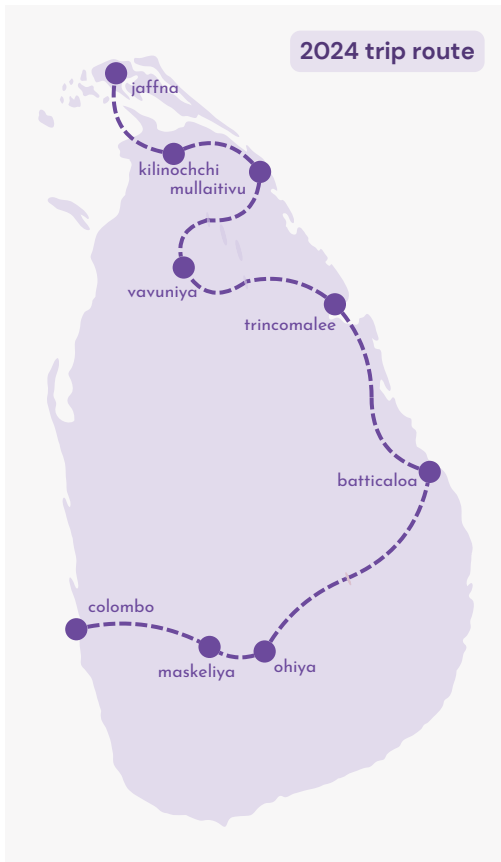 2024 trip route
jaffna
kilinochchi
mullaitivu
vavuniya
trincomalee
batticaloa
colombo
maskeliya
ohiya